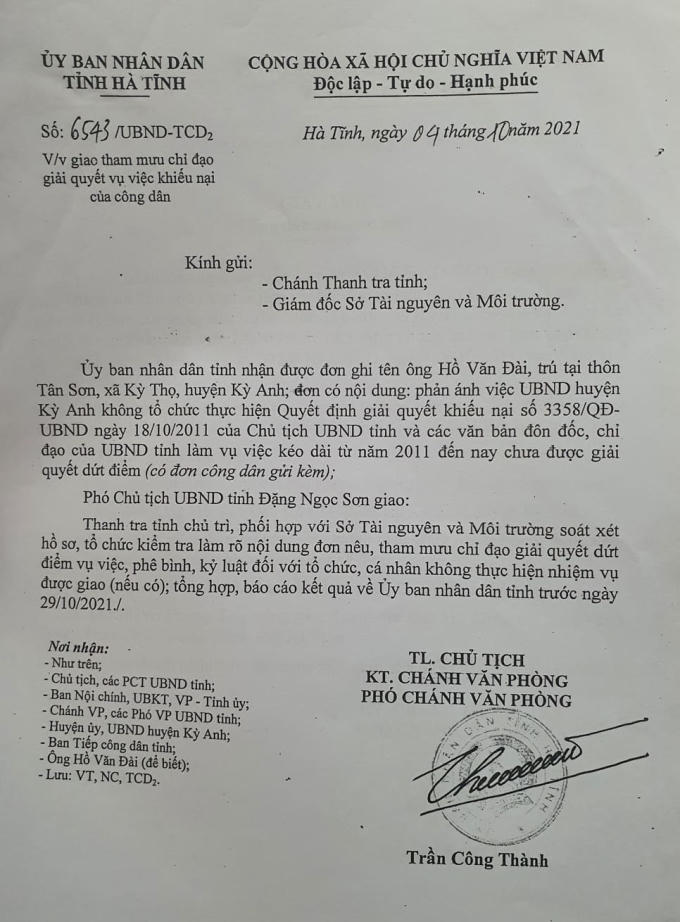 ỦY BAN NHÂN DÂN
TỈNH HÀ TĨNH
CỘNG HÒA XÃ HỘI CHỦ NGHĨA VIỆT NAM
Độc lập - Tự do - Hạnh phúc
Số: 6543/UBND-TCD2
Hà Tĩnh, ngày 04 tháng 10 năm 2021
V/v giao tham mưu chỉ đạo
giải quyết vụ việc khiếu nại
của công dân
Kính gửi:
- Chánh Thanh tra tỉnh;
- Giám đốc Sở Tài nguyên và Môi trường.
Ủy ban nhân dân tỉnh nhận được đơn ghi tên ông Hồ Văn Đài, trú tại thôn
Tân Sơn, xã Kỳ Thọ, huyện Kỳ Anh; đơn có nội dung: phản ánh việc UBND huyện
Kỳ Anh không tổ chức thực hiện Quyết định giải quyết khiếu nại số 3358/QĐ-
UBND ngày 18/10/2011 của Chủ tịch UBND tỉnh và các văn bản đôn đốc, chỉ
đạo của UBND tỉnh làm vụ việc kéo dài từ năm 2011 đến nay chưa được giải
quyết dứt điểm (có đơn công dân gửi kèm);
Phó Chủ tịch UBND tỉnh Đặng Ngọc Sơn giao:
Thanh tra tỉnh chủ trì, phối hợp với Sở Tài nguyên và Môi trường soát xét
hồ sơ, tổ chức kiểm tra làm rõ nội dung đơn nêu, tham mưu chỉ đạo giải quyết dứt
điểm vụ việc, phê bình, kỷ luật đối với tổ chức, cá nhân không thực hiện nhiệm vụ
được giao (nếu có); tổng hợp, báo cáo kết quả về Ủy ban nhân dân tỉnh trước ngày
29/10/2021./.
Nơi nhận:
- Như trên;
- Chủ tịch, các PCT UBND tỉnh;
- Ban Nội chính, UBKT, VP - Tỉnh ủy;
- Chánh VP, các Phó VP UBND tỉnh;
- Huyện ủy, UBND huyện Kỳ Anh;
- Ban Tiếp công dân tỉnh;
- Ông Hồ Văn Đài (để biết);
- Lưu: VT, NC, TCD2.
TL. CHỦ TỊCH
KT. CHÁNH VĂN PHÒNG
PHÓ CHÁNH VĂN PHÒNG
Trần Công Thành